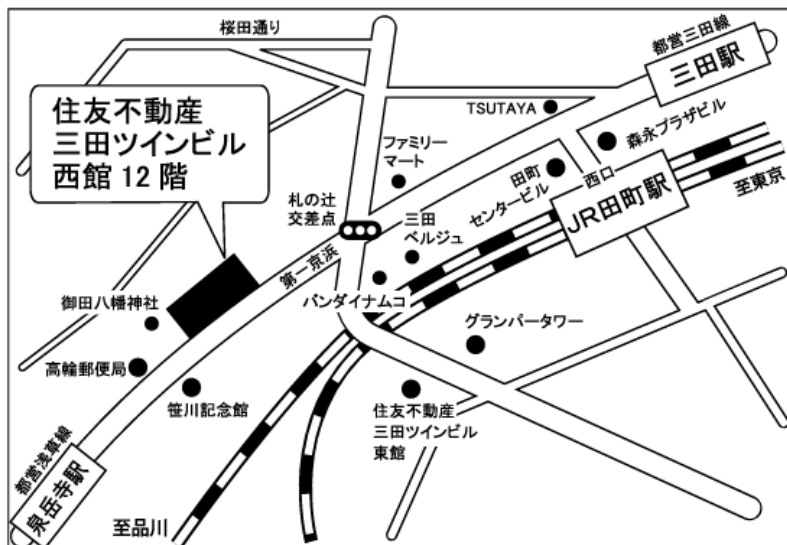 桜田通り
都営三田線
三田駅
住友不動産
三田ツインビル
西館 12 階
TSUTAYA
森永プラザビル
ファミリー
マート
田町
センタービル
西口
JR田町駅
至東京
札の辻
交差点
三田
ベルジュ
第一京浜
バンダイナムコ
御田八幡神社
グランパータワー
高輪郵便局
笹川記念館
住友不動産
三田ツインビル
東館
都営浅草線
泉岳寺駅
至品川